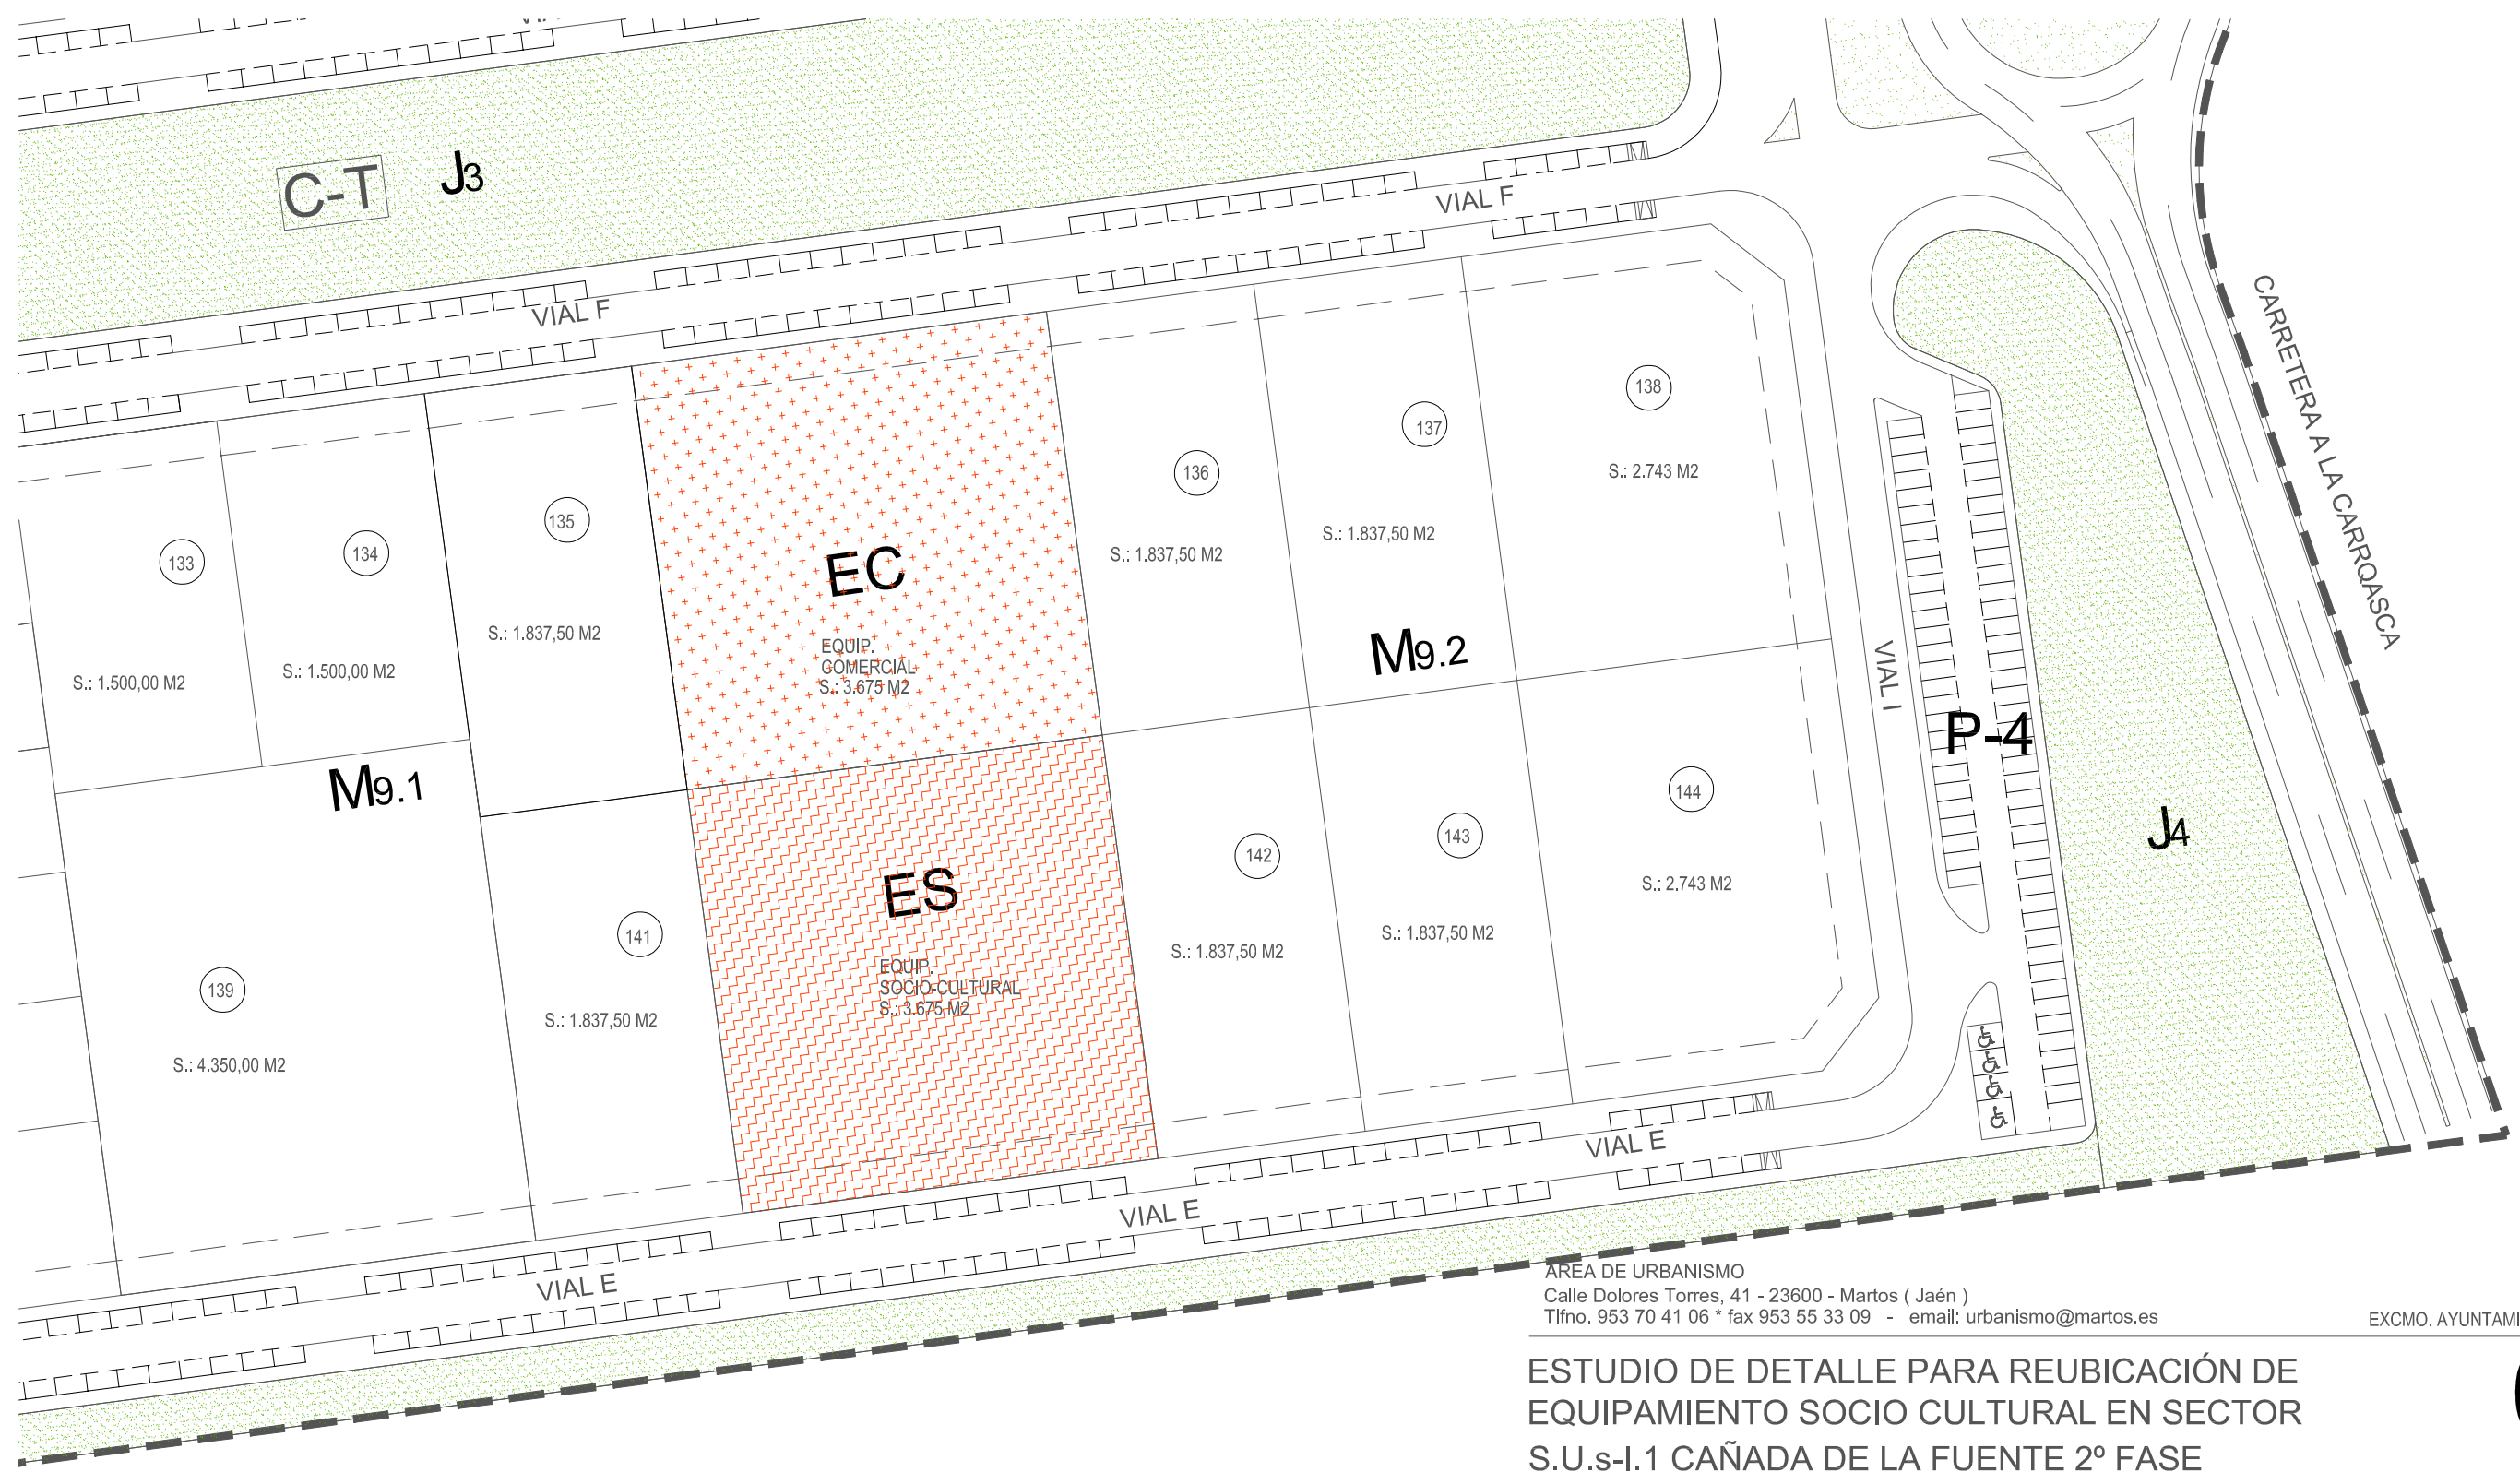 C-T
J3
VIAL F
VIAL F
133
S.: 1.500,00 M2
134
S.: 1.500,00 M2
135
S.: 1.837,50 M2
EC
EQUIP.
COMERCIAL
S.: 3.675 M2
136
S.: 1.837,50 M2
137
S.: 1.837,50 M2
138
S.: 2.743 M2
M9.1
M9.2
139
S.: 4.350,00 M2
141
S.: 1.837,50 M2
ES
EQUIP.
SOCIO-CULTURAL
S.: 3.675 M2
142
S.: 1.837,50 M2
143
S.: 1.837,50 M2
144
S.: 2.743 M2
VIAL I
P-4
J4
CARRETERA A LA CARRQASCA
VIAL E
VIAL E
VIAL E
AREA DE URBANISMO
Calle Dolores Torres, 41 - 23600 - Martos ( Jaén )
Tlfno. 953 70 41 06 * fax 953 55 33 09 - email: urbanismo@martos.es
EXCMO. AYUNTAMI
ESTUDIO DE DETALLE PARA REUBICACIÓN DE
EQUIPAMIENTO SOCIO CULTURAL EN SECTOR
S.U.s-I.1 CAÑADA DE LA FUENTE 2º FASE